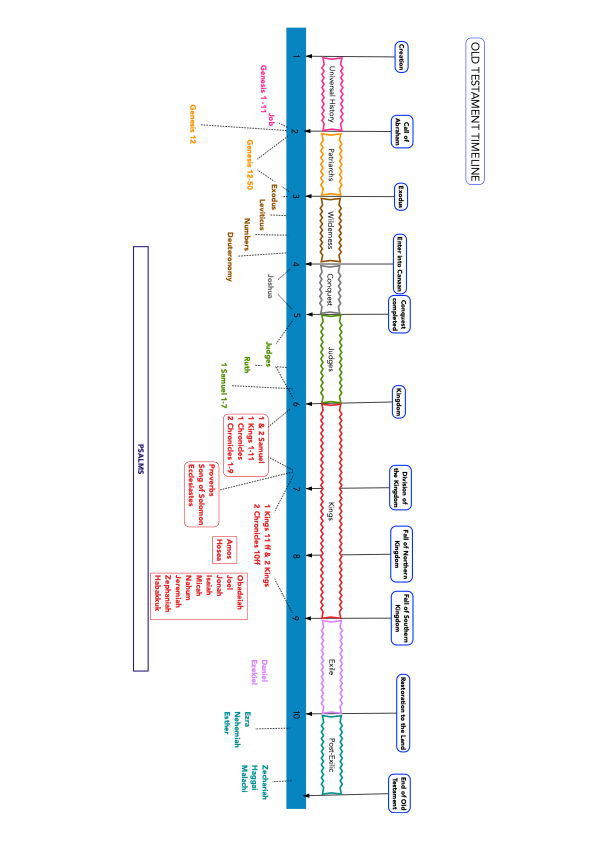 OLD TESTAMENT TIMELINE
Creation
Call of
Abraham
Exodus
Enter into Canaan
Conquest
completed
Kingdom
Division of
the Kingdom
Fall of Northern
Kingdom
Fall of Southern
Kingdom
Restoration to the Land
End of Old
Testament
Universal History
Patriarchs
Wilderness
Conquest
Judges
Kings
Exile
Post-Exilic
1
2
3
4
5
6
7
8
9
10
Genesis 1 -11
Job
Genesis 12
Genesis 12-50
Exodus
Leviticus
Numbers
Deuteronomy
Joshua
Judges
Ruth
1 Samuel 1-7
1 & 2 Samuel
1 Kings 1-11
1 Chronicles
2 Chronicles 1-9
Proverbs
Song of Solomon
Ecclesiastes
1 Kings 11 ff & 2 Kings
2 Chronicles 10ff
Amos
Hosea
Obadaiah
Joel
Jonah
Isaiah
Micah
Nahum
Jeremiah
Zephaniah
Habakkuk
Daniel
Ezekiel
Ezra
Nehemiah
Esther
Zechariah
Haggai
Malachi
PSALMS